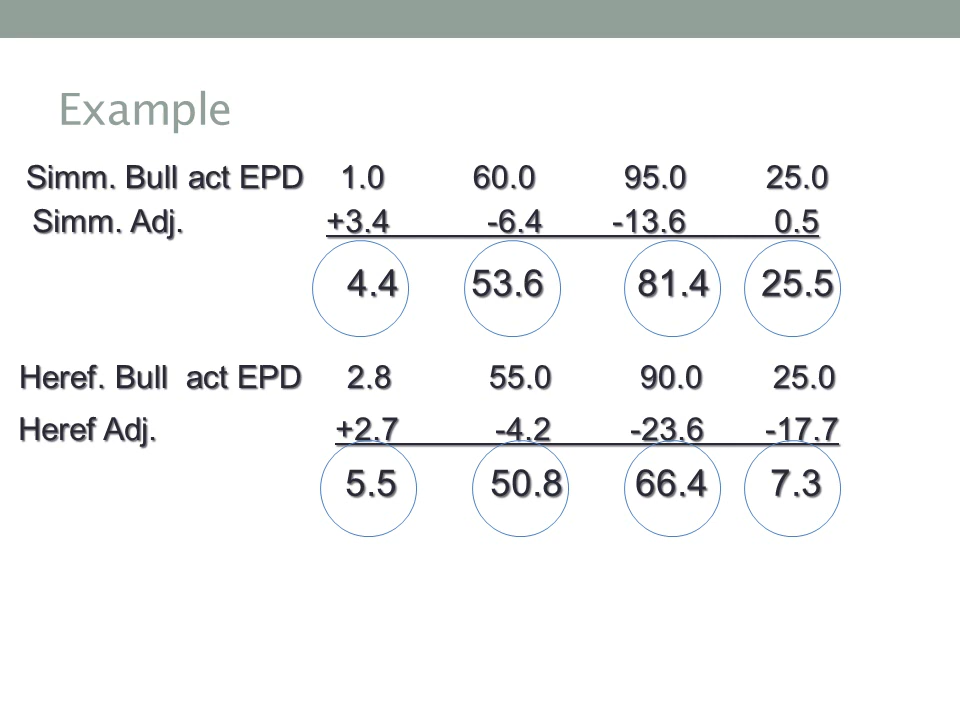 Example
Simm. Bull act EPD 1.0 60.0 95.0 25.0
Simm. Adj. +3.4 -6.4 -13.6 0.5
4.4 53.6 81.4 25.5
Heref. Bull act EPD 2.8 55.0 90.0 25.0
Heref Adj. +2.7 -4.2 -23.6 -17.7
5.5 50.8 66.4 7.3